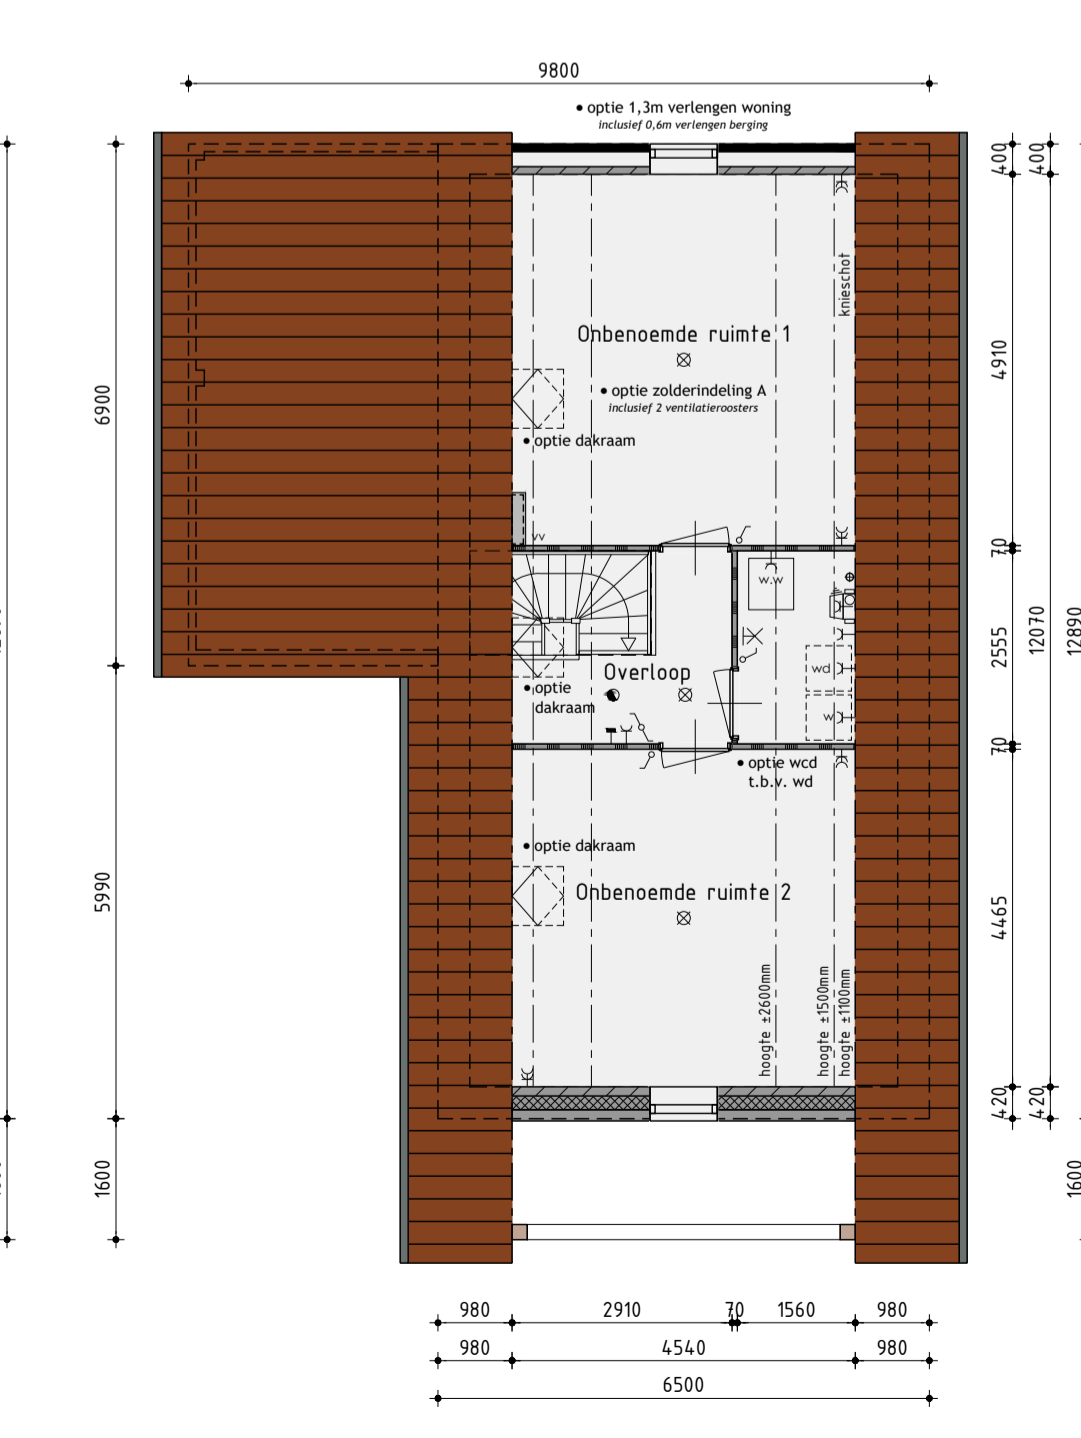 9800
• optie 1,3m verlengen woning
inclusief 0,6m verlengen berging
400
400
knieschot
Onbenoemde ruimte 1
4910
• optie zolderindeling A
inclusief 2 ventilatieroosters
6900
• optie dakraam
vv
70
w.w
2555
12070
12890
Overloop
wd
• optie
dakraam
w
70
• optie wcd
t.b.v. wd
• optie dakraam
5990
Onbenoemde ruimte 2
4465
hoogte ±2600mm
hoogte ±1500mm
hoogte ±1100mm
420
420
1600
1600
980
2910
70
1560
980
980
4540
980
6500